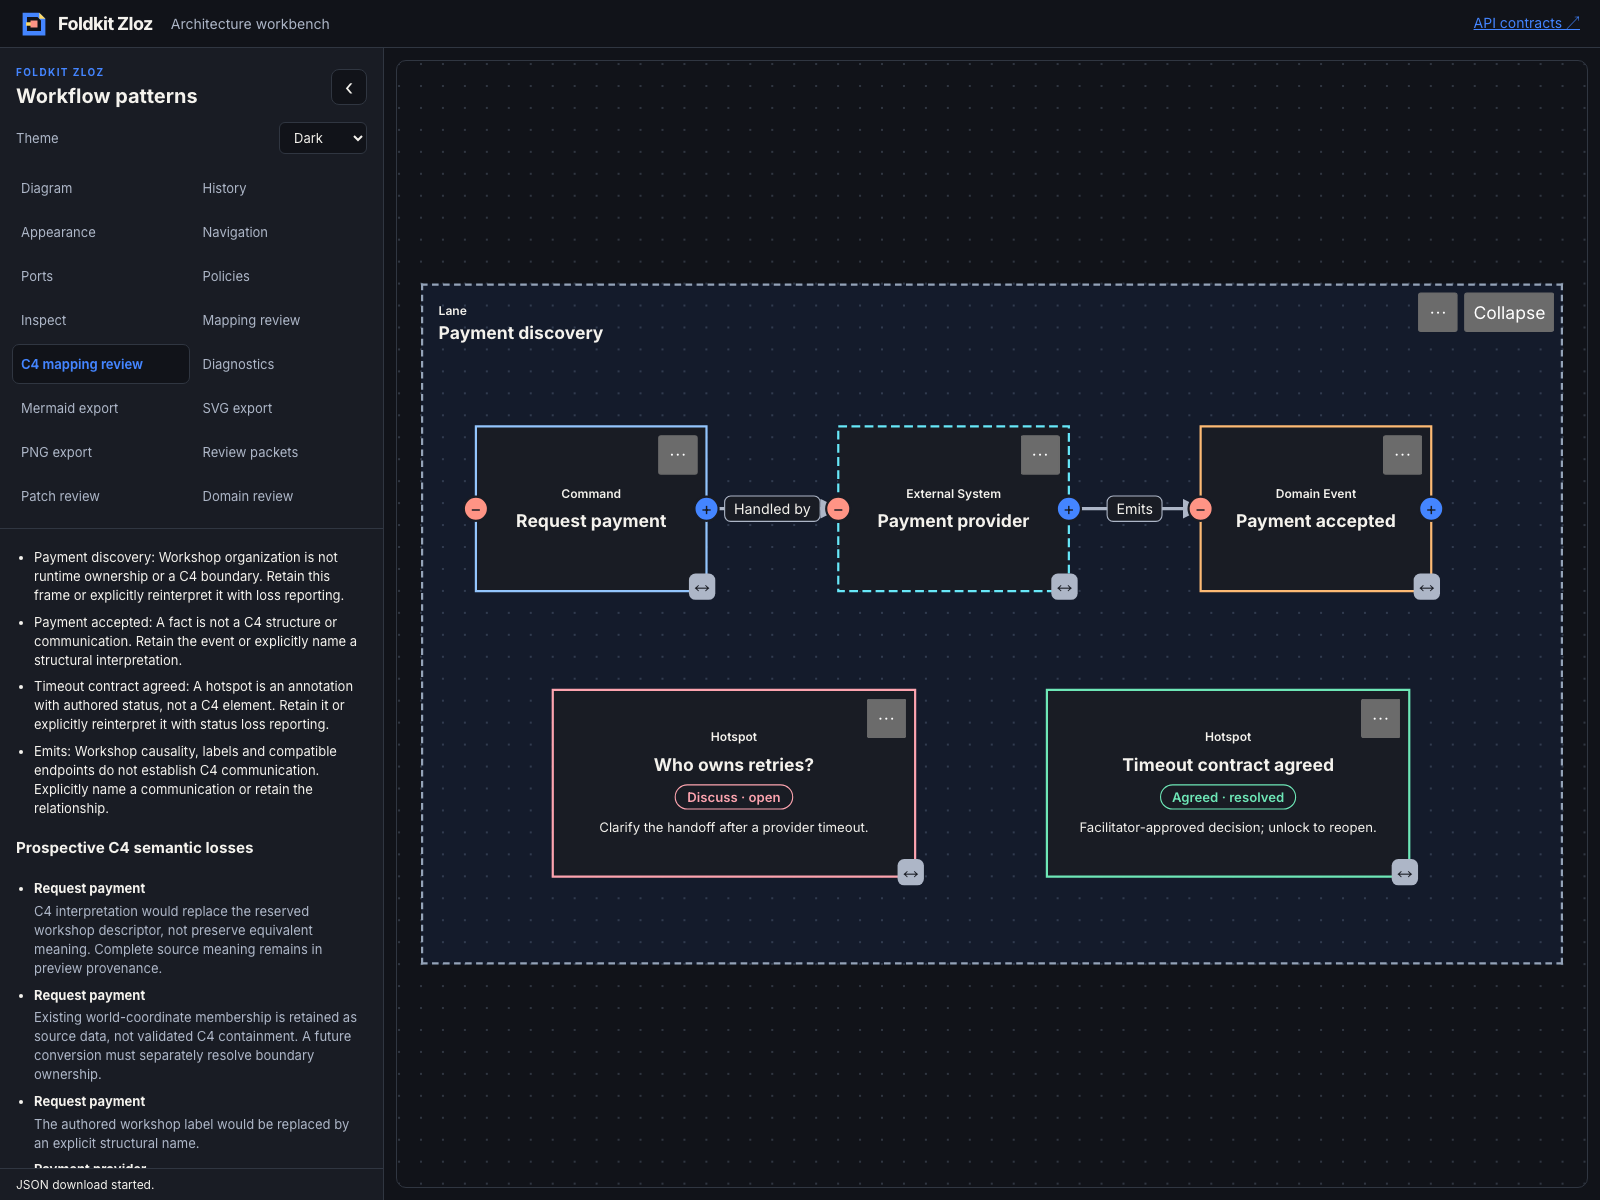 Foldkit Zloz
Architecture workbench
API contracts ↗
FOLDKIT ZLOZ
Workflow patterns
Theme
Dark
Diagram
History
Appearance
Navigation
Ports
Policies
Inspect
Mapping review
C4 mapping review
Diagnostics
Mermaid export
SVG export
PNG export
Review packets
Patch review
Domain review
• Payment discovery: Workshop organization is not
runtime ownership or a C4 boundary. Retain this
frame or explicitly reinterpret it with loss reporting.
• Payment accepted: A fact is not a C4 structure or
communication. Retain the event or explicitly name a
structural interpretation.
• Timeout contract agreed: A hotspot is an annotation
with authored status, not a C4 element. Retain it or
explicitly reinterpret it with status loss reporting.
• Emits: Workshop causality, labels and compatible
endpoints do not establish C4 communication.
Explicitly name a communication or retain the
relationship.
Prospective C4 semantic losses
• Request payment
C4 interpretation would replace the reserved
workshop descriptor, not preserve equivalent
meaning. Complete source meaning remains in
preview provenance.
• Request payment
Existing world-coordinate membership is retained as
source data, not validated C4 containment. A future
conversion must separately resolve boundary
ownership.
• Request payment
The authored workshop label would be replaced by
an explicit structural name.
• Payment provider
JSON download started.
Lane
Payment discovery
...
Collapse
...
Command
Request payment
Handled by
...
External System
Payment provider
Emits
...
Domain Event
Payment accepted
...
Hotspot
Who owns retries?
Discuss · open
Clarify the handoff after a provider timeout.
...
Hotspot
Timeout contract agreed
Agreed · resolved
Facilitator-approved decision; unlock to reopen.